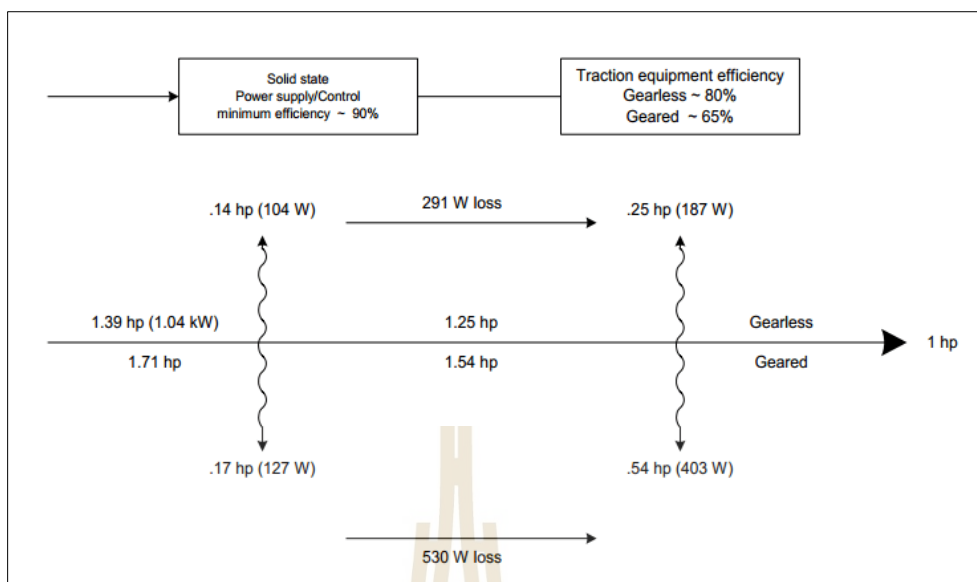 Solid state
Power supply/Control
minimum efficiency ~ 90%
Traction equipment efficiency
Gearless ~ 80%
Geared ~ 65%
.14 hp (104 W)
291 W loss
.25 hp (187 W)
1.39 hp (1.04 kW)
1.25 hp
Gearless
1 hp
1.71 hp
1.54 hp
Geared
.17 hp (127 W)
.54 hp (403 W)
530 W loss